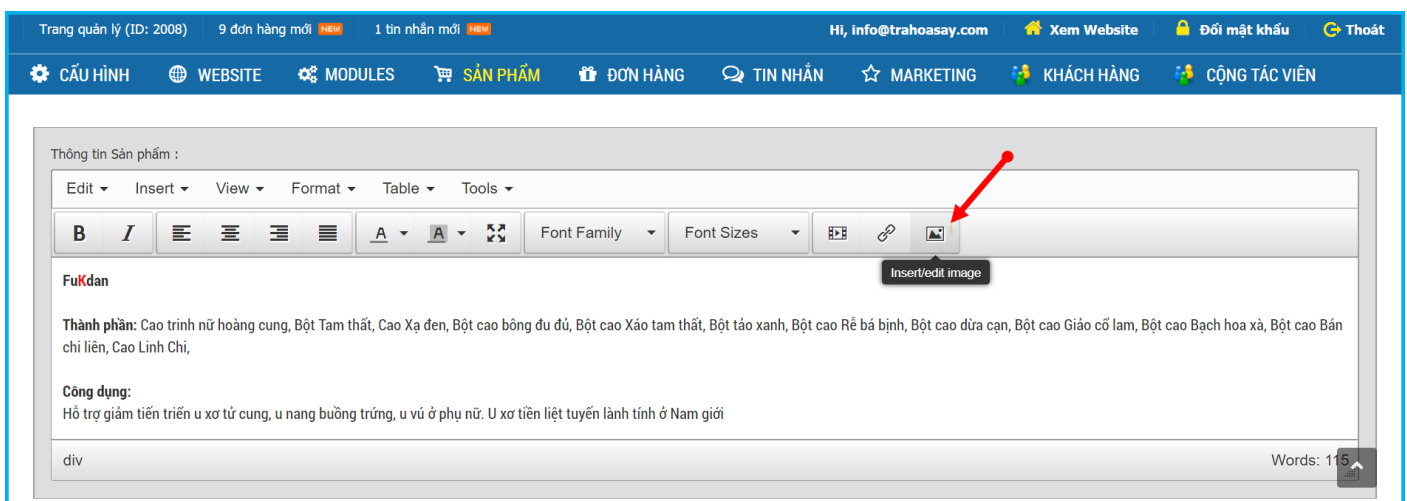 Trang quản lý (ID: 2008) 9 đơn hàng mới NEW 1 tin nhắn mới NEW Hi, info@trahoasay.com Xem Website Đổi mật khẩu Thoát
CẤU HÌNH WEBSITE MODULES SẢN PHẨM ĐƠN HÀNG TIN NHẮN MARKETING KHÁCH HÀNG CỘNG TÁC VIÊN
Thông tin Sản phẩm :
Edit Insert View Format Table Tools
B I A A Font Family Font Sizes
Insert/edit image
FuKdan
Thành phần: Cao trinh nữ hoàng cung, Bột Tam thất, Cao Xạ đen, Bột cao bông đu đủ, Bột cao Xáo tam thất, Bột tảo xanh, Bột cao Rễ bá bịnh, Bột cao dừa cạn, Bột cao Giảo cổ lam, Bột cao Bạch hoa xà, Bột cao Bán
chi liên, Cao Linh Chi,
Công dụng:
Hỗ trợ giảm tiến triển u xơ tử cung, u nang buồng trứng, u vú ở phụ nữ. U xơ tiền liệt tuyến lành tính ở Nam giới
div Words: 115